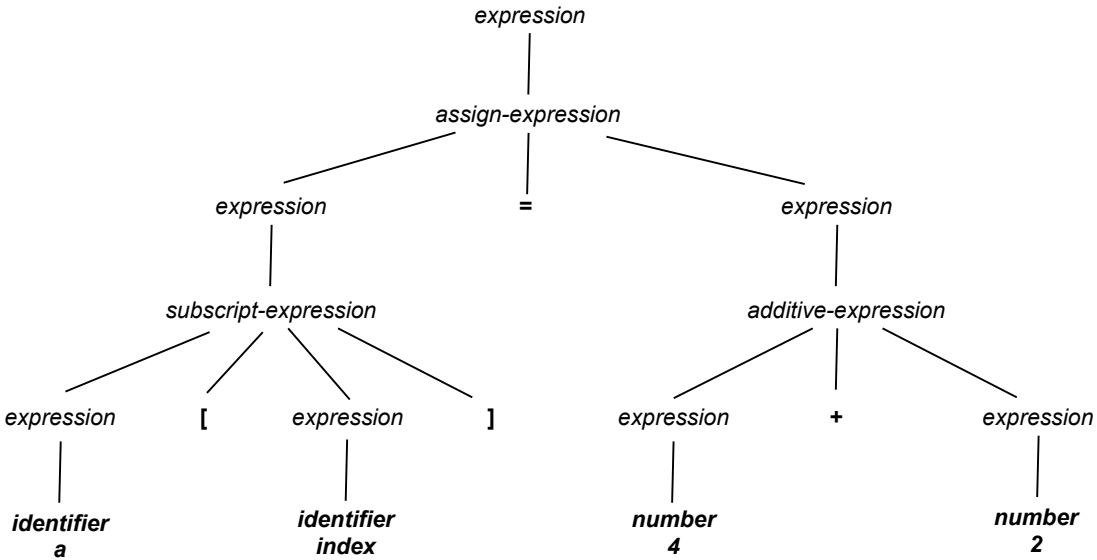 expression
assign-expression
expression = expression
subscript-expression additive-expression
expression [ expression ] expression + expression
identifier identifier number number
a index 4 2